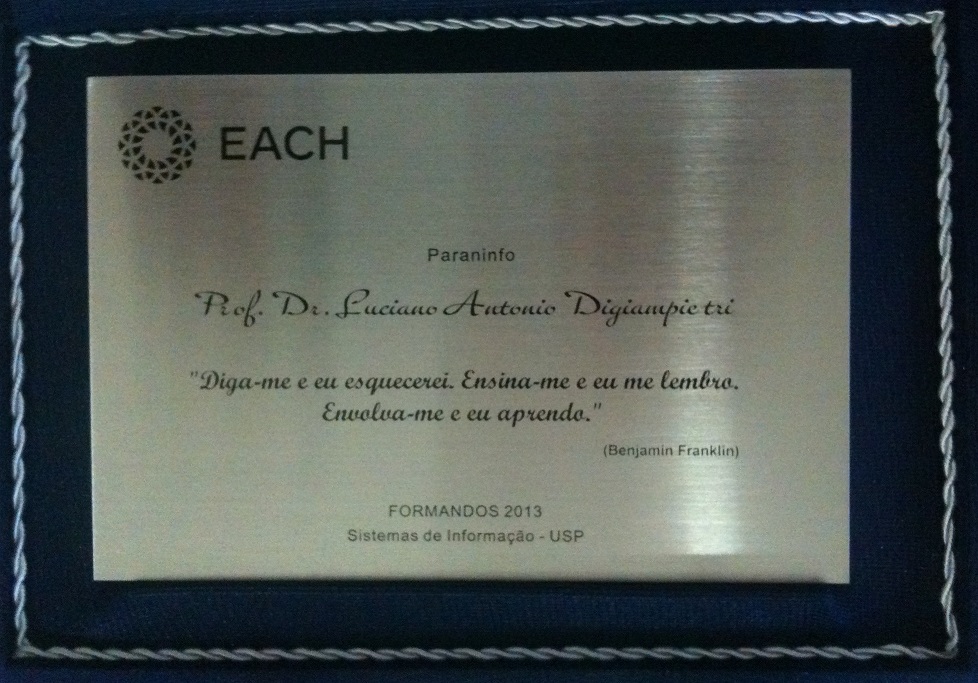 EACH
Paraninfo
Prof. Dr. Luciano Antonio Digiampietri
"Diga-me e eu esquecerei. Ensina-me e eu me lembro.
Envolva-me e eu aprendo."
(Benjamin Franklin)
FORMANDOS 2013
Sistemas de Informação - USP